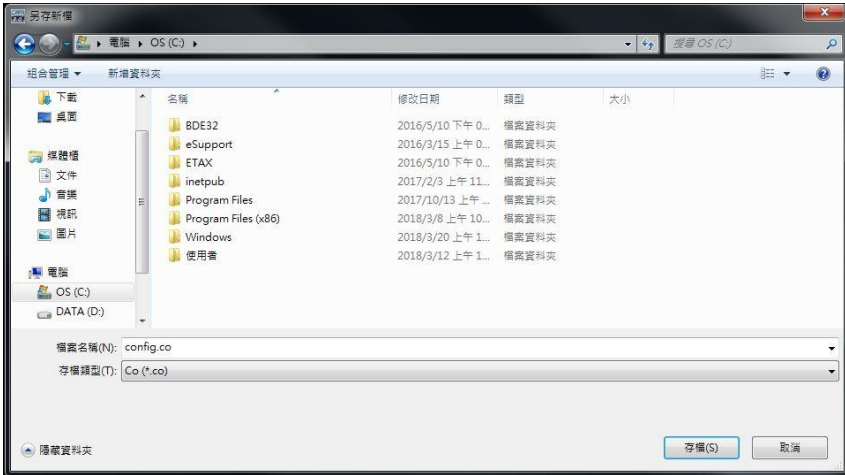 另存新檔
電腦 ▸ OS (C:) ▸
搜尋 OS (C:)
組合管理 ▼ 新增資料夾
下載
桌面
媒體櫃
文件
音樂
視訊
圖片
電腦
OS (C:)
DATA (D:)
名稱 修改日期 類型 大小
BDE32 2016/5/10 下午 0... 檔案資料夾
eSupport 2016/3/15 上午 0... 檔案資料夾
ETAX 2016/5/10 下午 0... 檔案資料夾
inetpub 2017/2/3 上午 11... 檔案資料夾
Program Files 2017/10/13 上午 ... 檔案資料夾
Program Files (x86) 2018/3/8 上午 10... 檔案資料夾
Windows 2018/3/20 上午 1... 檔案資料夾
使用者 2018/3/12 上午 1... 檔案資料夾
檔案名稱(N): config.co
存檔類型(T): Co (*.co)
隱藏資料夾
存檔(S) 取消